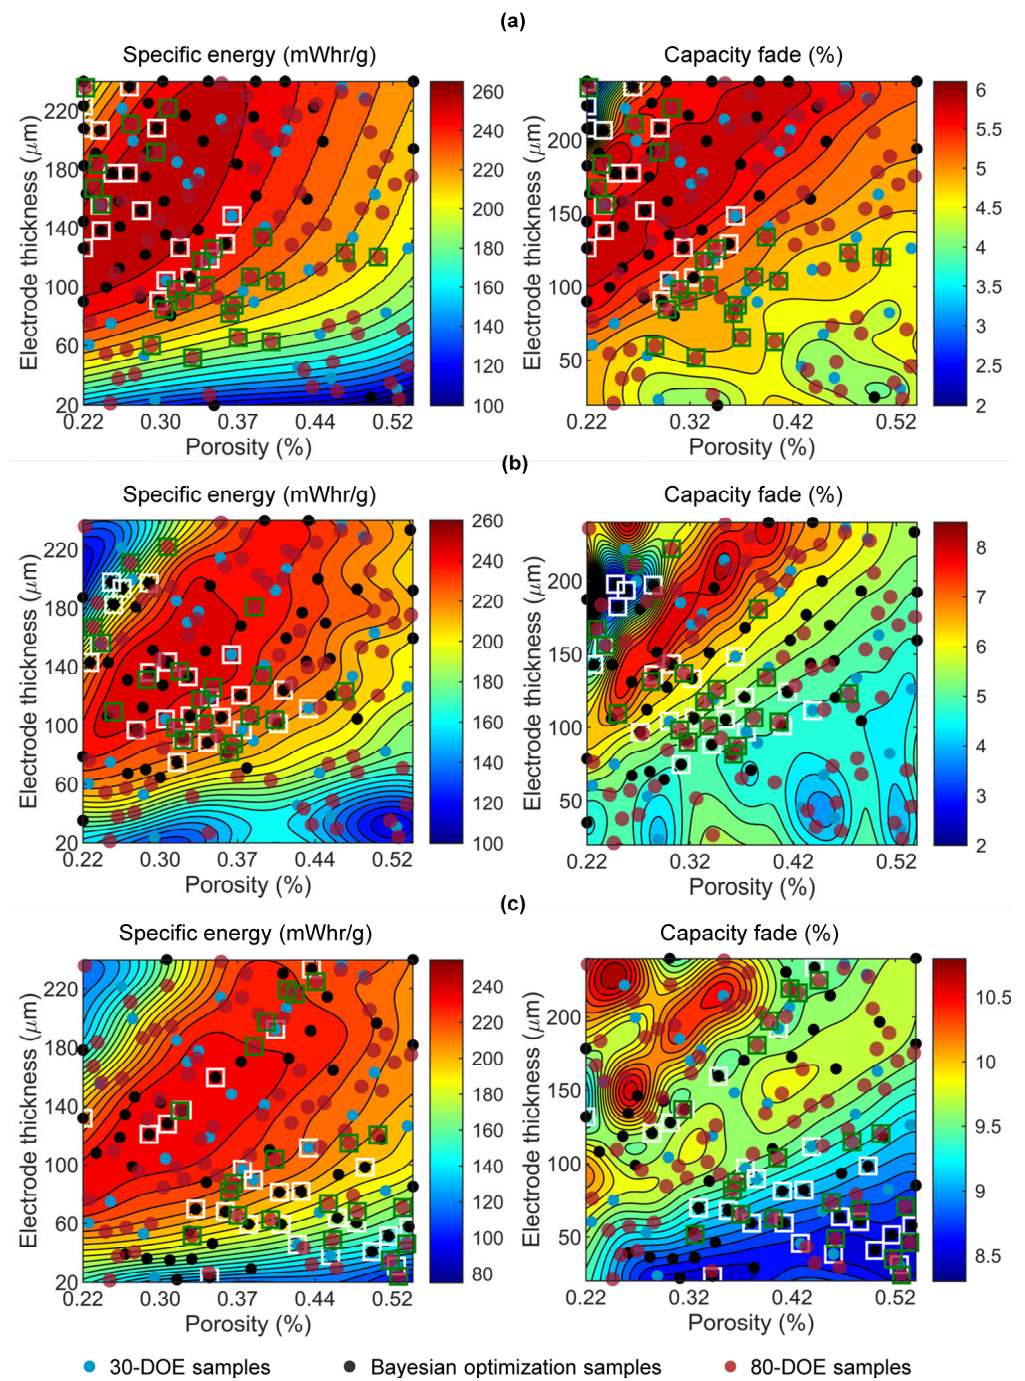 (a)
Specific energy (mWhr/g)
Capacity fade (%)
Electrode thickness (μm)
220
180
140
100
60
20
0.22 0.30 0.37 0.44 0.52
Porosity (%)
260
240
220
200
180
160
140
120
100
Electrode thickness (μm)
200
150
100
50
0.22 0.32 0.42 0.52
Porosity (%)
6
5.5
5
4.5
4
3.5
3
2.5
2
(b)
Specific energy (mWhr/g)
Capacity fade (%)
Electrode thickness (μm)
220
180
140
100
60
20
0.22 0.30 0.37 0.44 0.52
Porosity (%)
260
240
220
200
180
160
140
120
100
Electrode thickness (μm)
200
150
100
50
0.22 0.32 0.42 0.52
Porosity (%)
8
7
6
5
4
3
2
(c)
Specific energy (mWhr/g)
Capacity fade (%)
Electrode thickness (μm)
220
180
140
100
60
20
0.22 0.30 0.37 0.44 0.52
Porosity (%)
240
220
200
180
160
140
120
100
80
Electrode thickness (μm)
200
150
100
50
0.22 0.32 0.42 0.52
Porosity (%)
10.5
10
9.5
9
8.5
30-DOE samples
Bayesian optimization samples
80-DOE samples